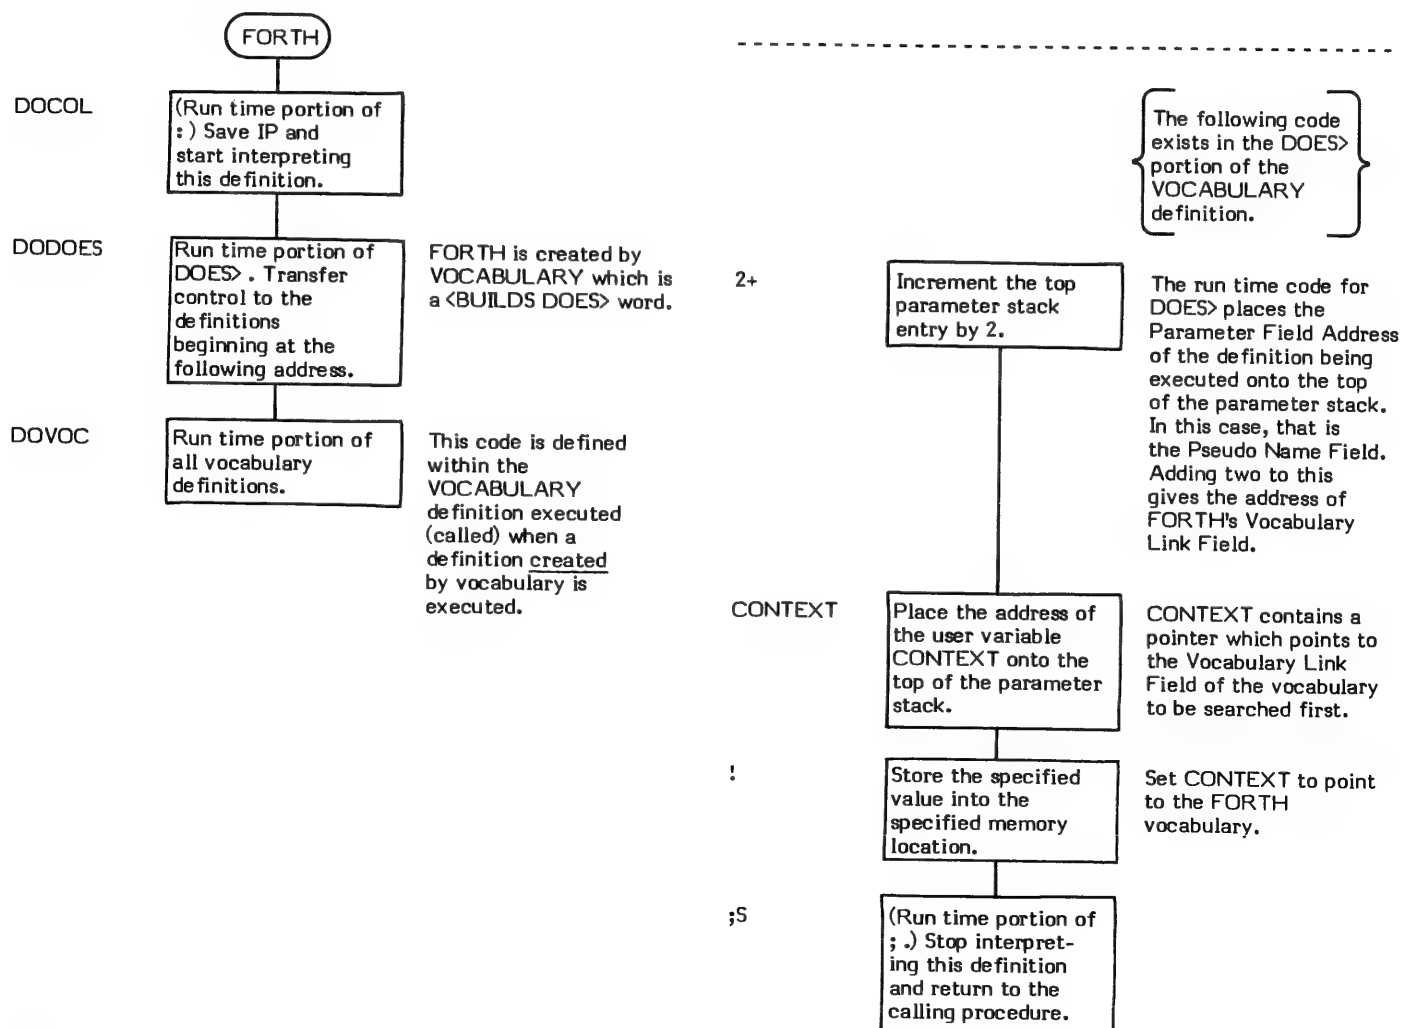 FORTH
DOCOL
(Run time portion of
:) Save IP and
start interpreting
this definition.
DODOES
Run time portion of
DOES>. Transfer
control to the
definitions
beginning at the
following address.
FORTH is created by
VOCABULARY which is
a <BUILDS DOES> word.
DOVOC
Run time portion of
all vocabulary
definitions.
This code is defined
within the
VOCABULARY
definition executed
(called) when a
definition created
by vocabulary is
executed.
The following code
exists in the DOES>
portion of the
VOCABULARY
definition.
2+
Increment the top
parameter stack
entry by 2.
The run time code for
DOES> places the
Parameter Field Address
of the definition being
executed onto the top
of the parameter stack.
In this case, that is
the Pseudo Name Field.
Adding two to this
gives the address of
FORTH's Vocabulary
Link Field.
CONTEXT
Place the address of
the user variable
CONTEXT onto the
top of the parameter
stack.
CONTEXT contains a
pointer which points to
the Vocabulary Link
Field of the vocabulary
to be searched first.
!
Store the specified
value into the
specified memory
location.
Set CONTEXT to point
to the FORTH
vocabulary.
;S
(Run time portion of
; .) Stop interpret-
ing this definition
and return to the
calling procedure.